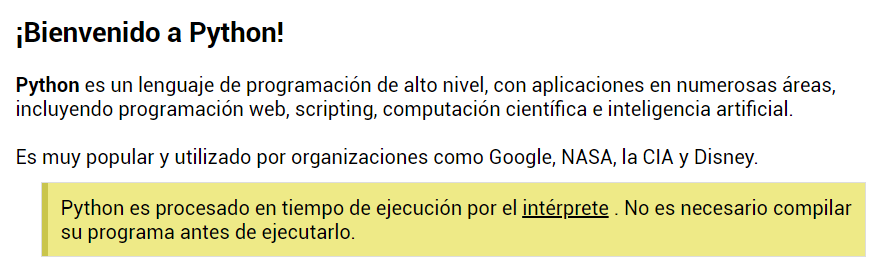 ¡Bienvenido a Python!
Python es un lenguaje de programación de alto nivel, con aplicaciones en numerosas áreas,
incluyendo programación web, scripting, computación científica e inteligencia artificial.
Es muy popular y utilizado por organizaciones como Google, NASA, la CIA y Disney.
Python es procesado en tiempo de ejecución por el intérprete . No es necesario compilar
su programa antes de ejecutarlo.